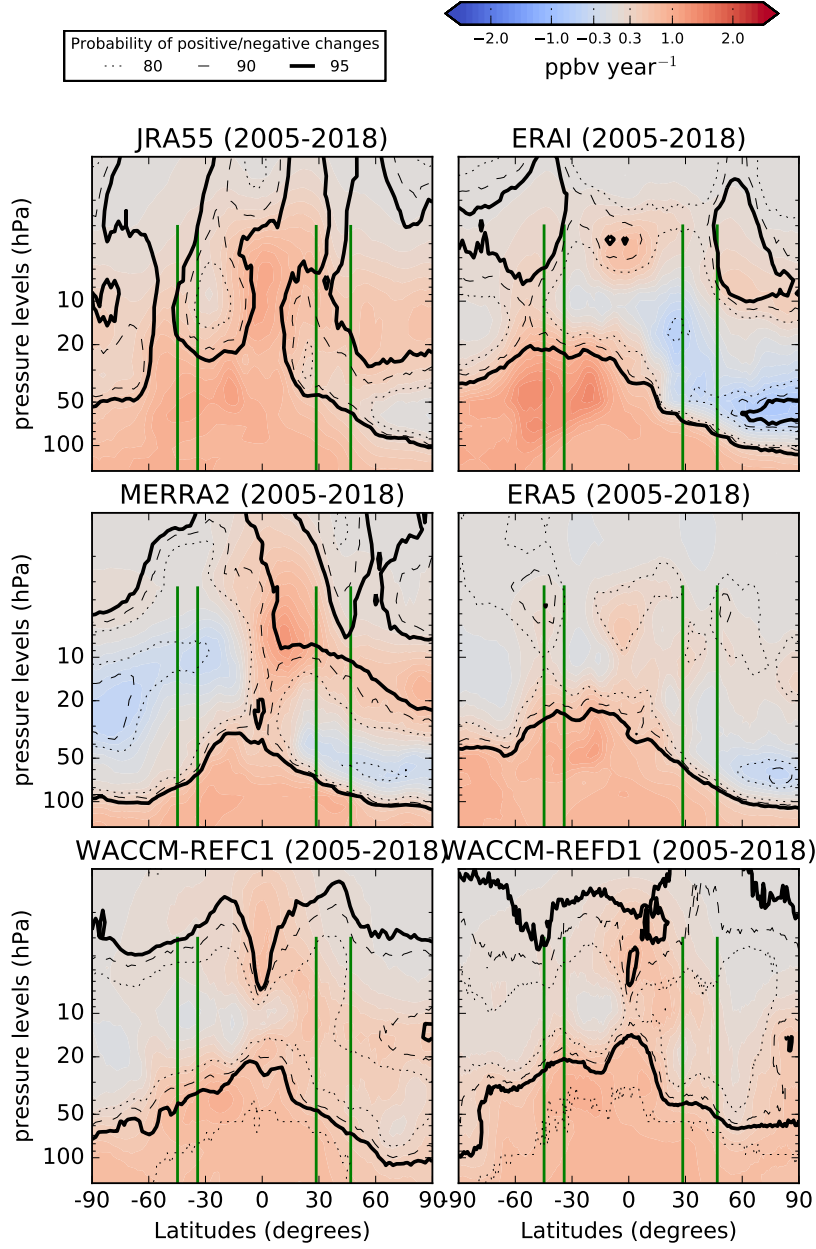 Probability of positive/negative changes
80 90 95
−2.0 −1.0 −0.3 0.3 1.0 2.0
ppbv year⁻¹
JRA55 (2005-2018) ERAI (2005-2018)
pressure levels (hPa)
10
20
50
100
MERRA2 (2005-2018) ERA5 (2005-2018)
pressure levels (hPa)
10
20
50
100
WACCM-REFC1 (2005-2018) WACCM-REFD1 (2005-2018)
pressure levels (hPa)
10
20
50
100
-90 -60 -30 0 30 60 90 -90 -60 -30 0 30 60 90
Latitudes (degrees) Latitudes (degrees)